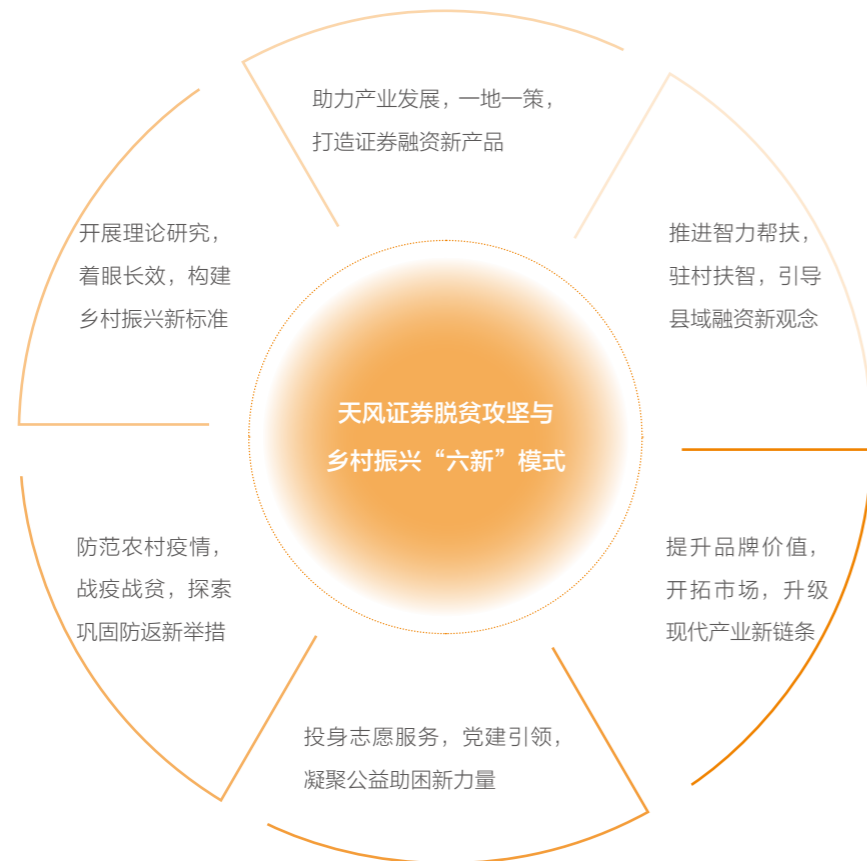 助力产业发展，一地一策，
打造证券融资新产品
推进智力帮扶，
驻村扶智，引导
县域融资新观念
提升品牌价值，
开拓市场，升级
现代产业新链条
投身志愿服务，党建引领，
凝聚公益助困新力量
防范农村疫情，
战疫战贫，探索
巩固防返新举措
开展理论研究，
着眼长效，构建
乡村振兴新标准
天风证券脱贫攻坚与
乡村振兴“六新”模式